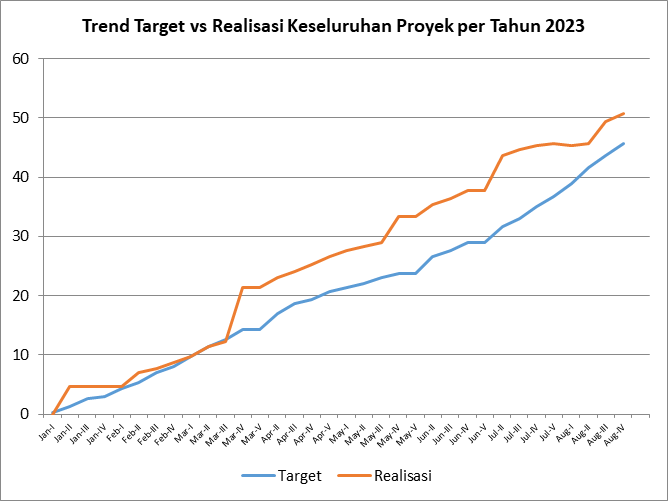 Trend Target vs Realisasi Keseluruhan Proyek per Tahun 2023
60
50
40
30
20
10
0
Jan-I Jan-II Jan-III Jan-IV Feb-I Feb-II Feb-III Feb-IV Mar-I Mar-II Mar-III Mar-IV Mar-V Apr-II Apr-III Apr-IV Apr-V May-I May-II May-III May-IV May-V Jun-II Jun-III Jun-IV Jun-V Jul-II Jul-III Jul-IV Jul-V Aug-I Aug-II Aug-III Aug-IV
Target Realisasi